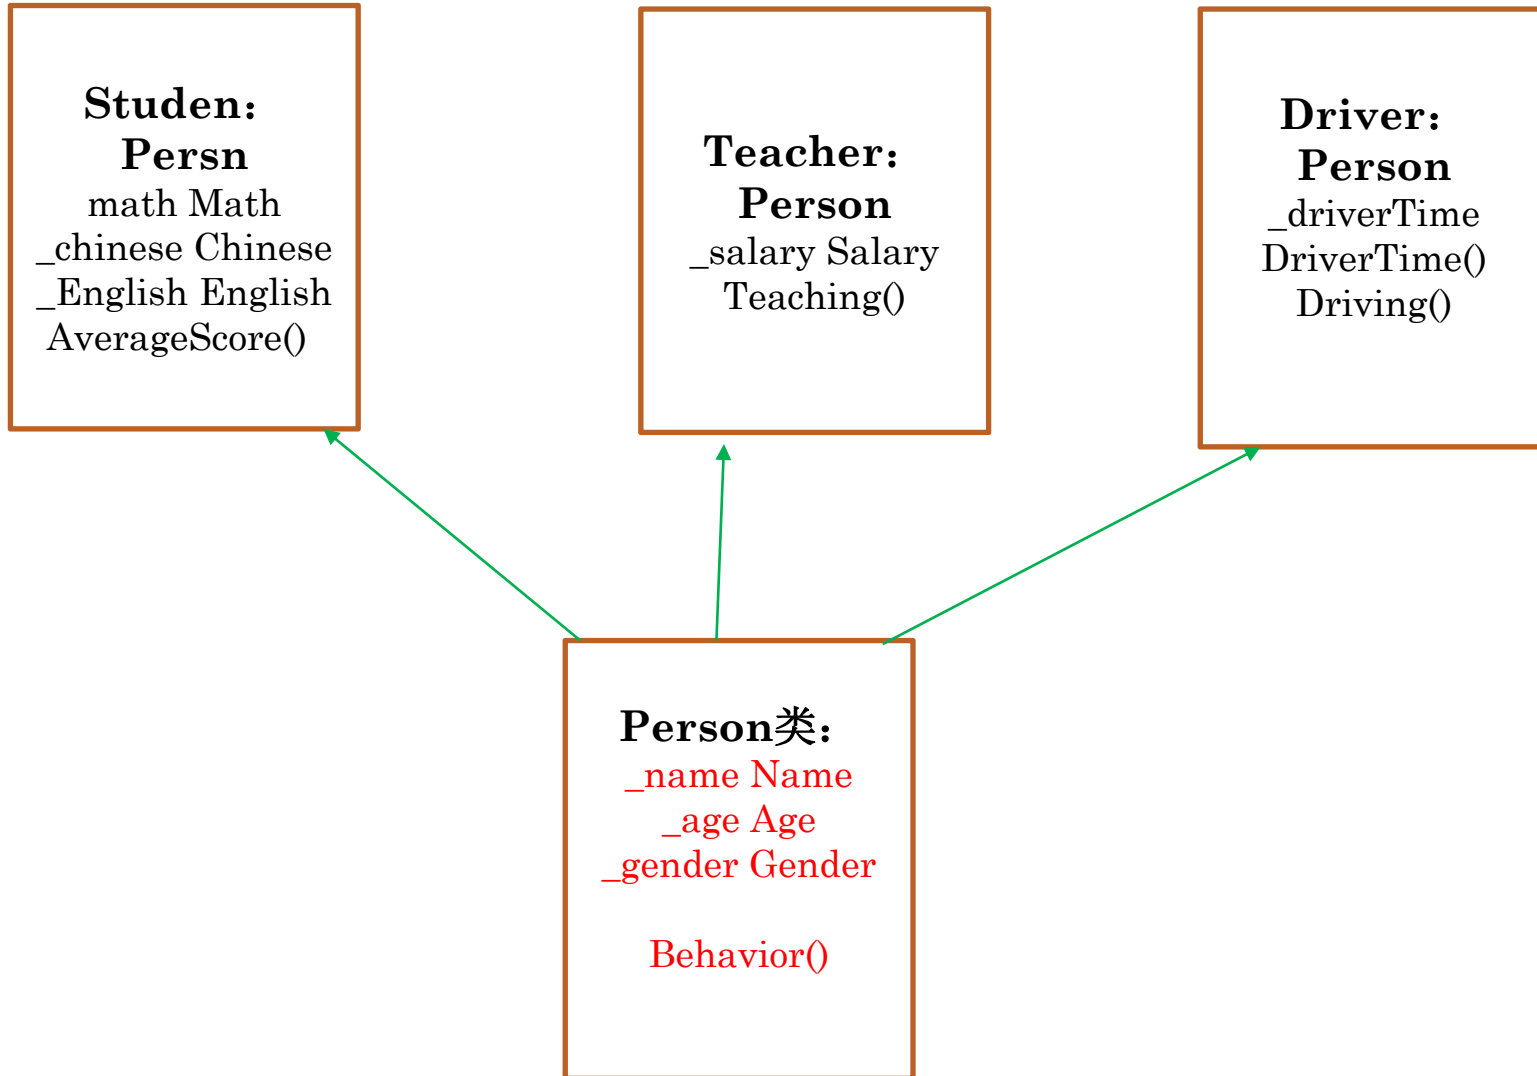 Studen：
Persn
math Math
_chinese Chinese
_English English
AverageScore()
Teacher：
Person
_salary Salary
Teaching()
Driver：
Person
_driverTime
DriverTime()
Driving()
Person类：
_name Name
_age Age
_gender Gender
Behavior()